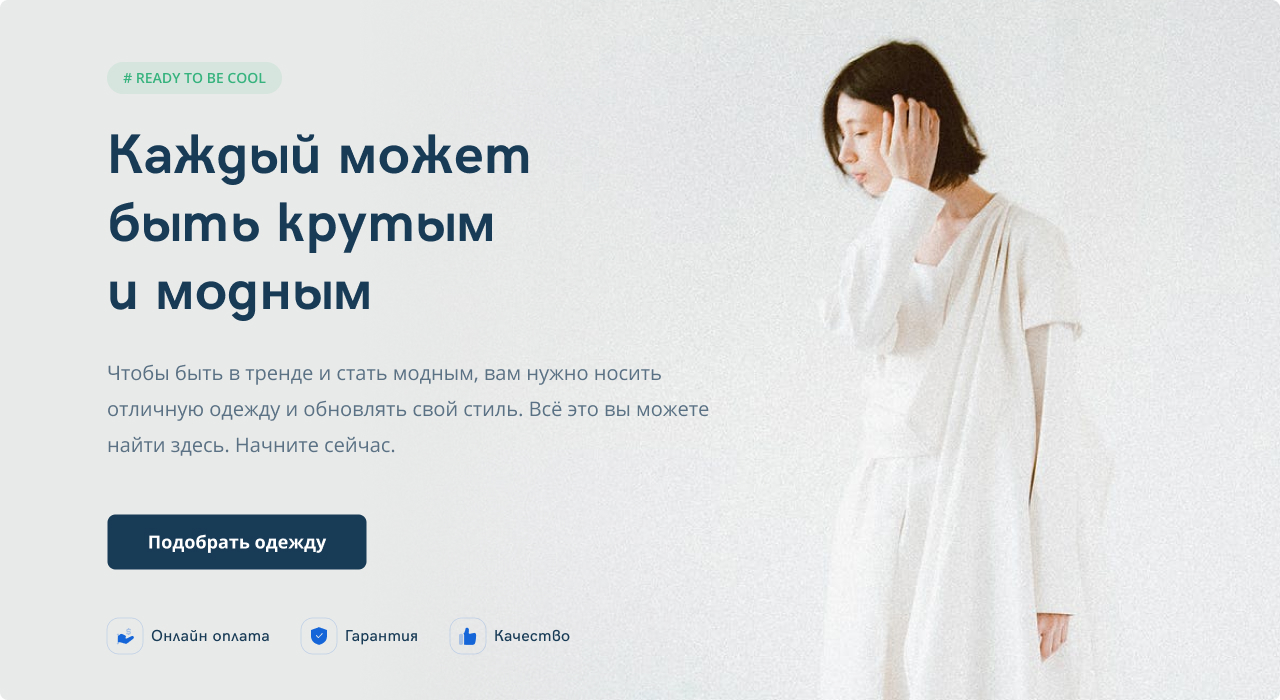 # READY TO BE COOL
Каждый может
быть крутым
и модным
Чтобы быть в тренде и стать модным, вам нужно носить
отличную одежду и обновлять свой стиль. Всё это вы можете
найти здесь. Начните сейчас.
Подобрать одежду
Онлайн оплата
Гарантия
Качество